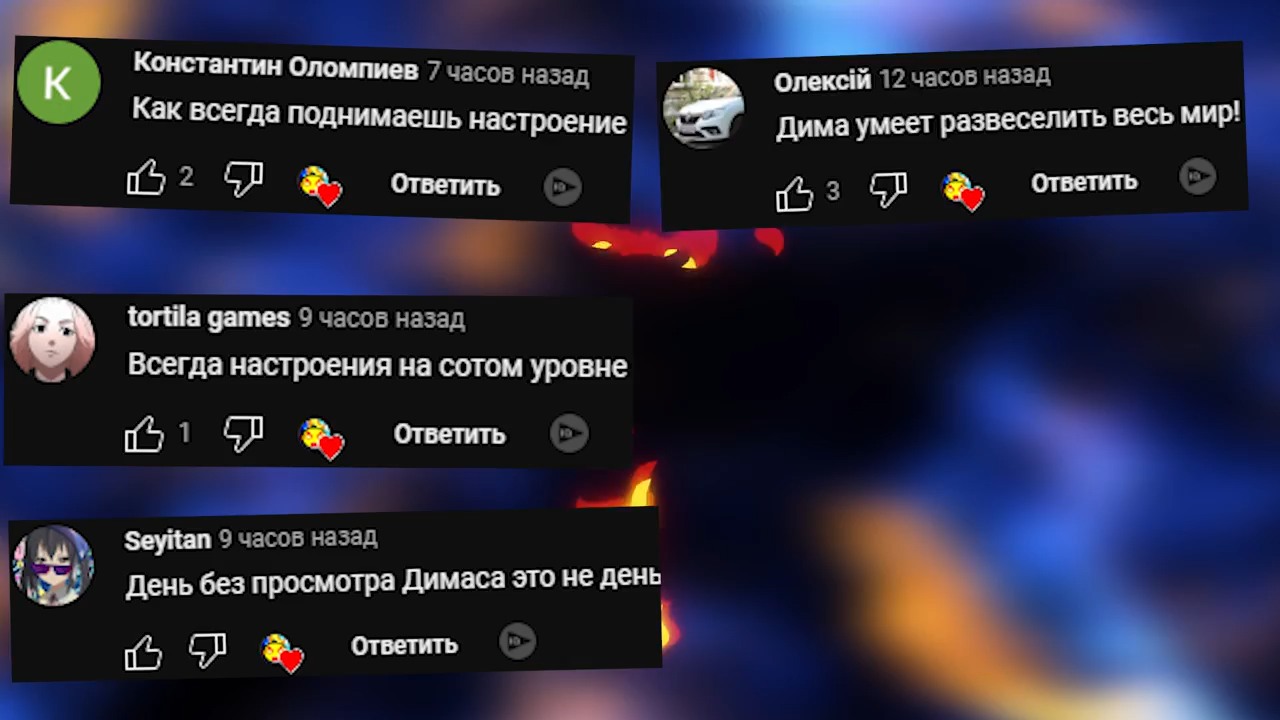 K
Константин Оломпиев 7 часов назад
Как всегда поднимаешь настроение
2
Ответить
Олексій 12 часов назад
Дима умеет развеселить весь мир!
3
Ответить
tortila games 9 часов назад
Всегда настроения на сотом уровне
1
Ответить
Seyitan 9 часов назад
День без просмотра Димаса это не день
Ответить